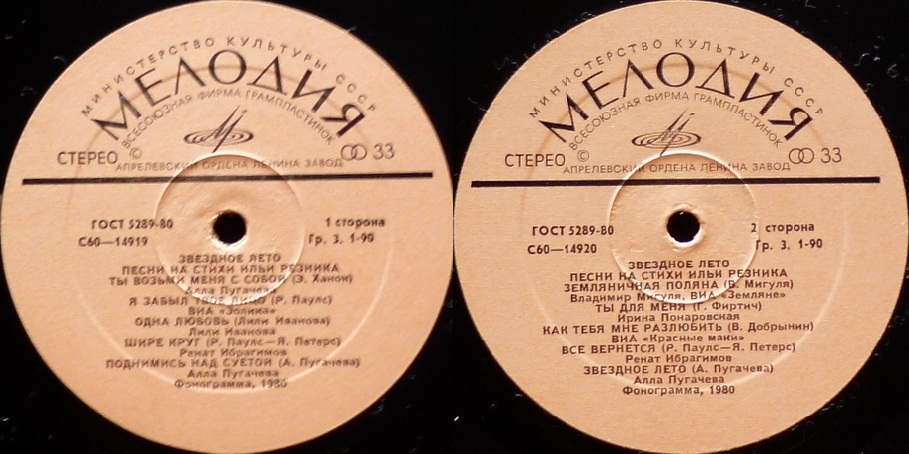 МИНИСТЕРСТВО КУЛЬТУРЫ СССР
МЕЛОДИЯ
ВСЕСОЮЗНАЯ ФИРМА ГРАМПЛАСТИНОК
СТЕРЕО
33
АПРЕЛЕВСКИЙ ОРДЕНА ЛЕНИНА ЗАВОД
ГОСТ 5289-80
1 сторона
С60—14919
Гр. 3. 1-90
ЗВЕЗДНОЕ ЛЕТО
ПЕСНИ НА СТИХИ ИЛЬИ РЕЗНИКА
ТЫ ВОЗЬМИ МЕНЯ С СОБОЙ (Э. Ханок)
Алла Пугачева
Я ЗАБЫЛ ТВОЕ ЛИЦО (Р. Паулс)
ВИА «Эолика»
ОДНА ЛЮБОВЬ (Лили Иванова)
Лили Иванова
ШИРЕ КРУГ (Р. Паулс—Я. Петерс)
Ренат Ибрагимов
ПОДНИМИСЬ НАД СУЕТОЙ (А. Пугачева)
Алла Пугачева
Фонограмма, 1980
МИНИСТЕРСТВО КУЛЬТУРЫ СССР
МЕЛОДИЯ
ВСЕСОЮЗНАЯ ФИРМА ГРАМПЛАСТИНОК
СТЕРЕО
33
АПРЕЛЕВСКИЙ ОРДЕНА ЛЕНИНА ЗАВОД
ГОСТ 5289-80
2 сторона
С60—14920
Гр. 3. 1-90
ЗВЕЗДНОЕ ЛЕТО
ПЕСНИ НА СТИХИ ИЛЬИ РЕЗНИКА
ЗЕМЛЯНИЧНАЯ ПОЛЯНА (В. Мигуля)
Владимир Мигуля, ВИА «Земляне»
ТЫ ДЛЯ МЕНЯ (Г. Фиртич)
Ирина Понаровская
КАК ТЕБЯ МНЕ РАЗЛЮБИТЬ (В. Добрынин)
ВИА «Красные маки»
ВСЕ ВЕРНЕТСЯ (Р. Паулс—Я. Петерс)
Ренат Ибрагимов
ЗВЕЗДНОЕ ЛЕТО (А. Пугачева)
Алла Пугачева
Фонограмма, 1980